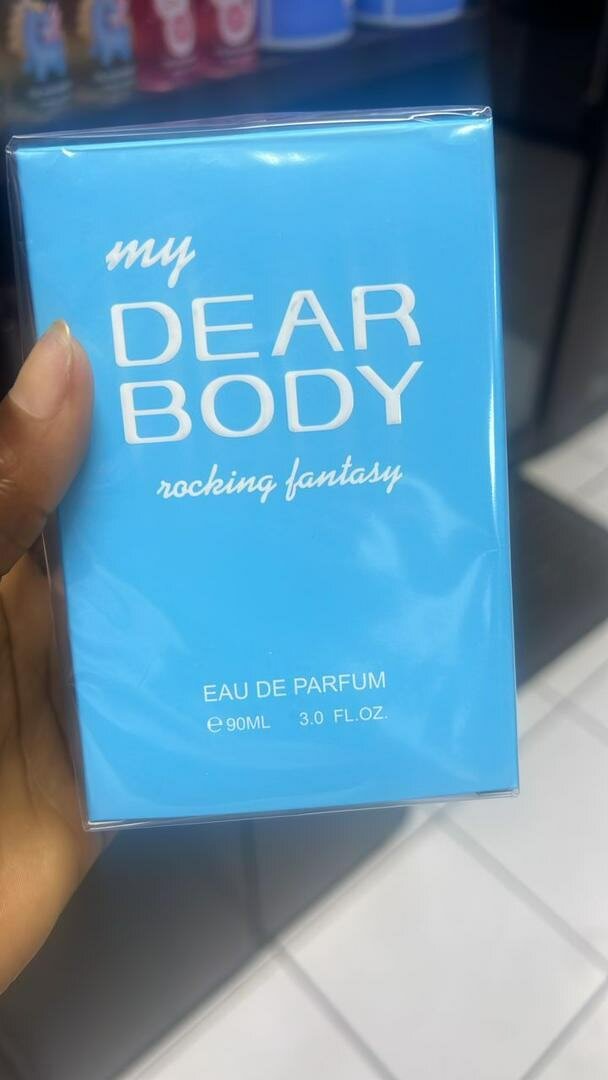 my
DEAR
BODY
rocking fantasy
EAU DE PARFUM
℮ 90ML 3.0 FL.OZ.